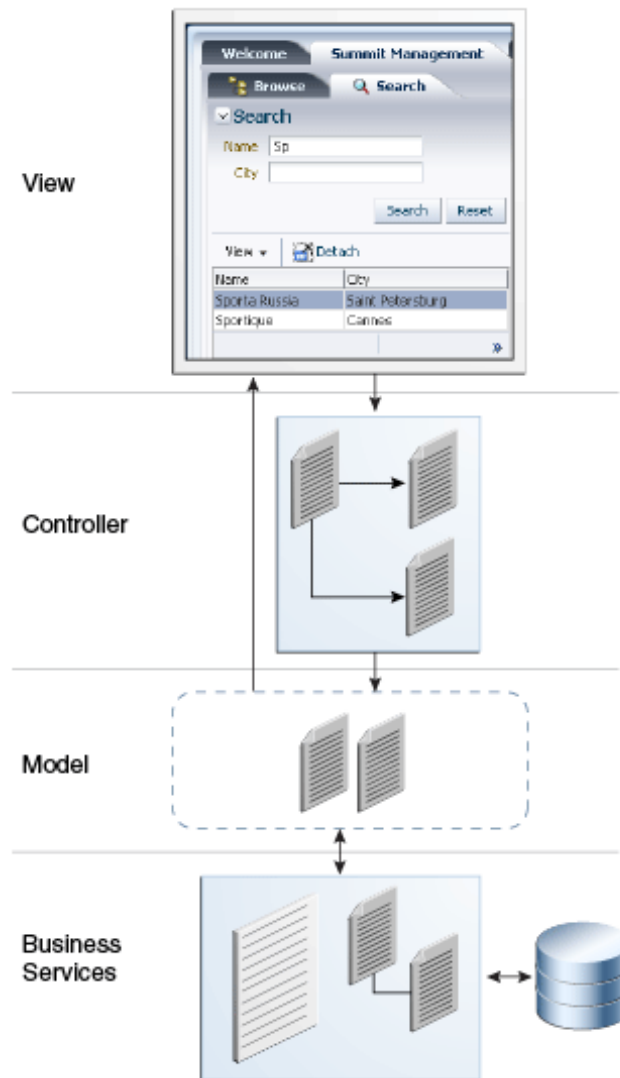 Welcome Summit Management
Browse Search
Search
Name Sp
City
Search Reset
View Detach
Name City
Sporta Russia Saint Petersburg
Sportique Cannes
View
Controller
Model
Business
Services